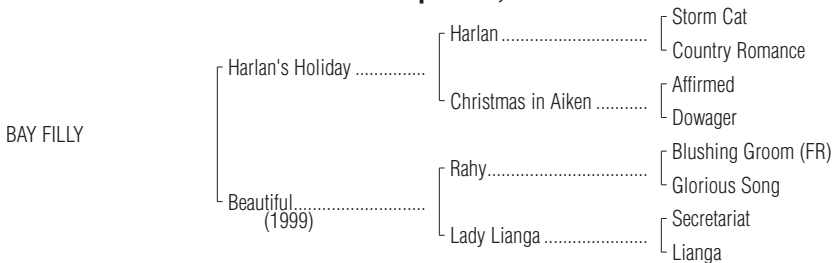 Storm Cat
Harlan ...............................
Country Romance
Harlan's Holiday ...............
Affirmed
Christmas in Aiken ...........
Dowager
BAY FILLY
Blushing Groom (FR)
Rahy..................................
Glorious Song
Beautiful............................
(1999)
Secretariat
Lady Lianga ......................
Lianga